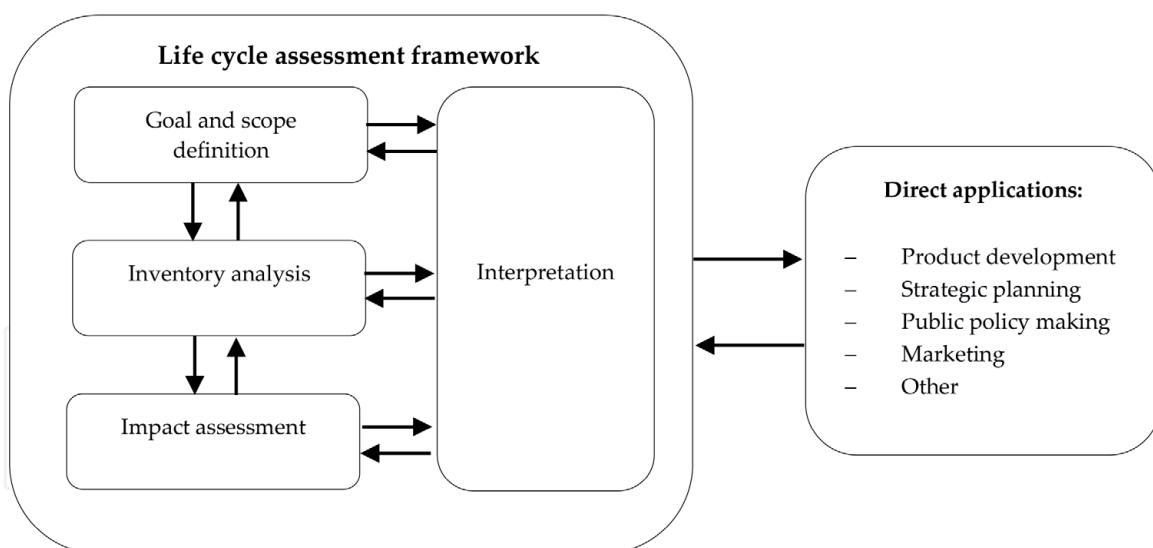 Life cycle assessment framework
Goal and scope
definition
Inventory analysis
Impact assessment
Interpretation
Direct applications:
– Product development
– Strategic planning
– Public policy making
– Marketing
– Other